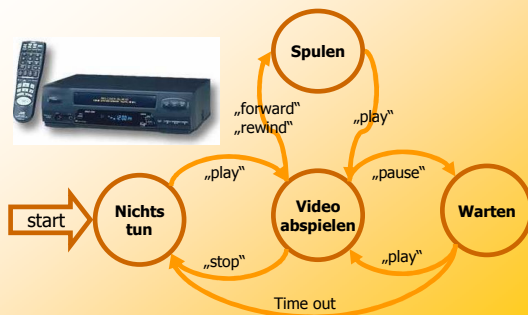 Spulen
„forward“
„rewind“
„play“
„play“
„pause“
start
Nichts
tun
Video
abspielen
Warten
„stop“
„play“
Time out